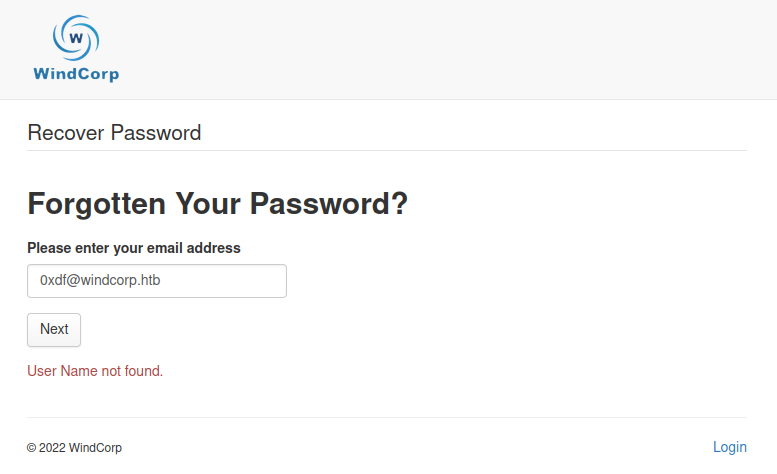 W
WindCorp
Recover Password
Forgotten Your Password?
Please enter your email address
0xdf@windcorp.htb
Next
User Name not found.
© 2022 WindCorp Login